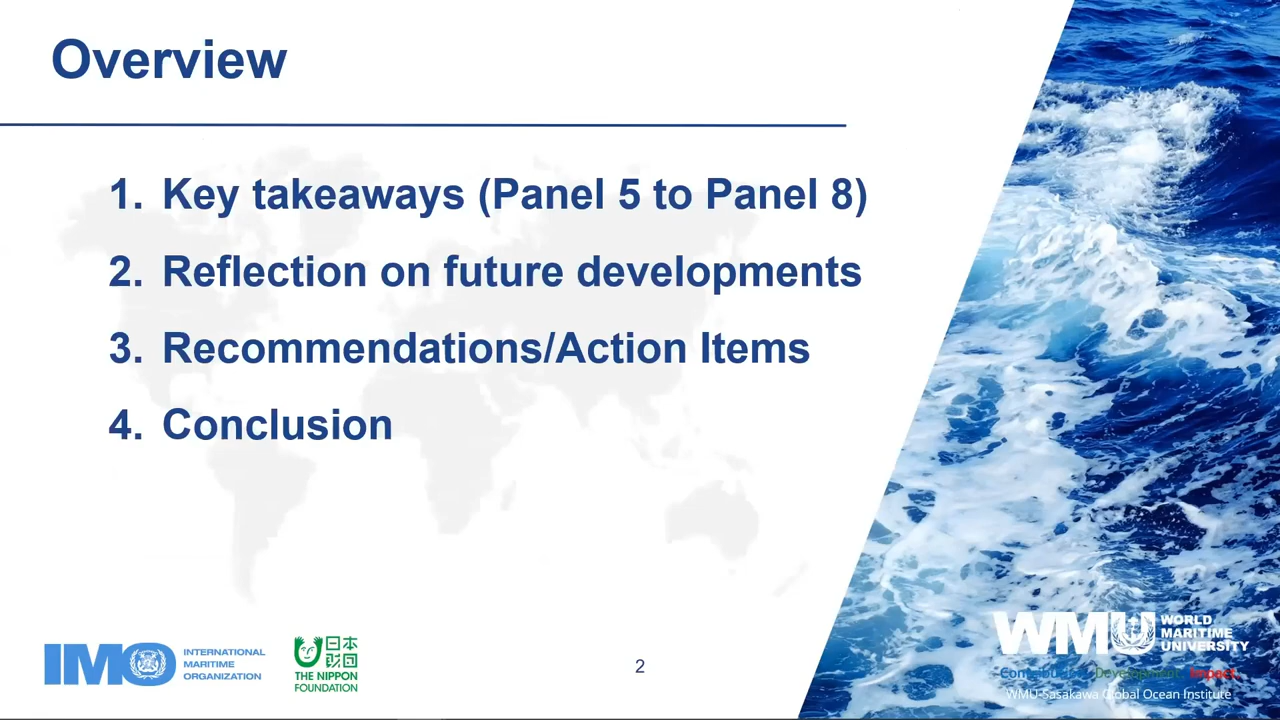 Overview
1. Key takeaways (Panel 5 to Panel 8)
2. Reflection on future developments
3. Recommendations/Action Items
4. Conclusion
IMO
INTERNATIONAL
MARITIME
ORGANIZATION
日本
財団
THE NIPPON
FOUNDATION
2
WMU
WORLD
MARITIME
UNIVERSITY
Development. Impact.
WMU-Sasakawa Global Ocean Institute